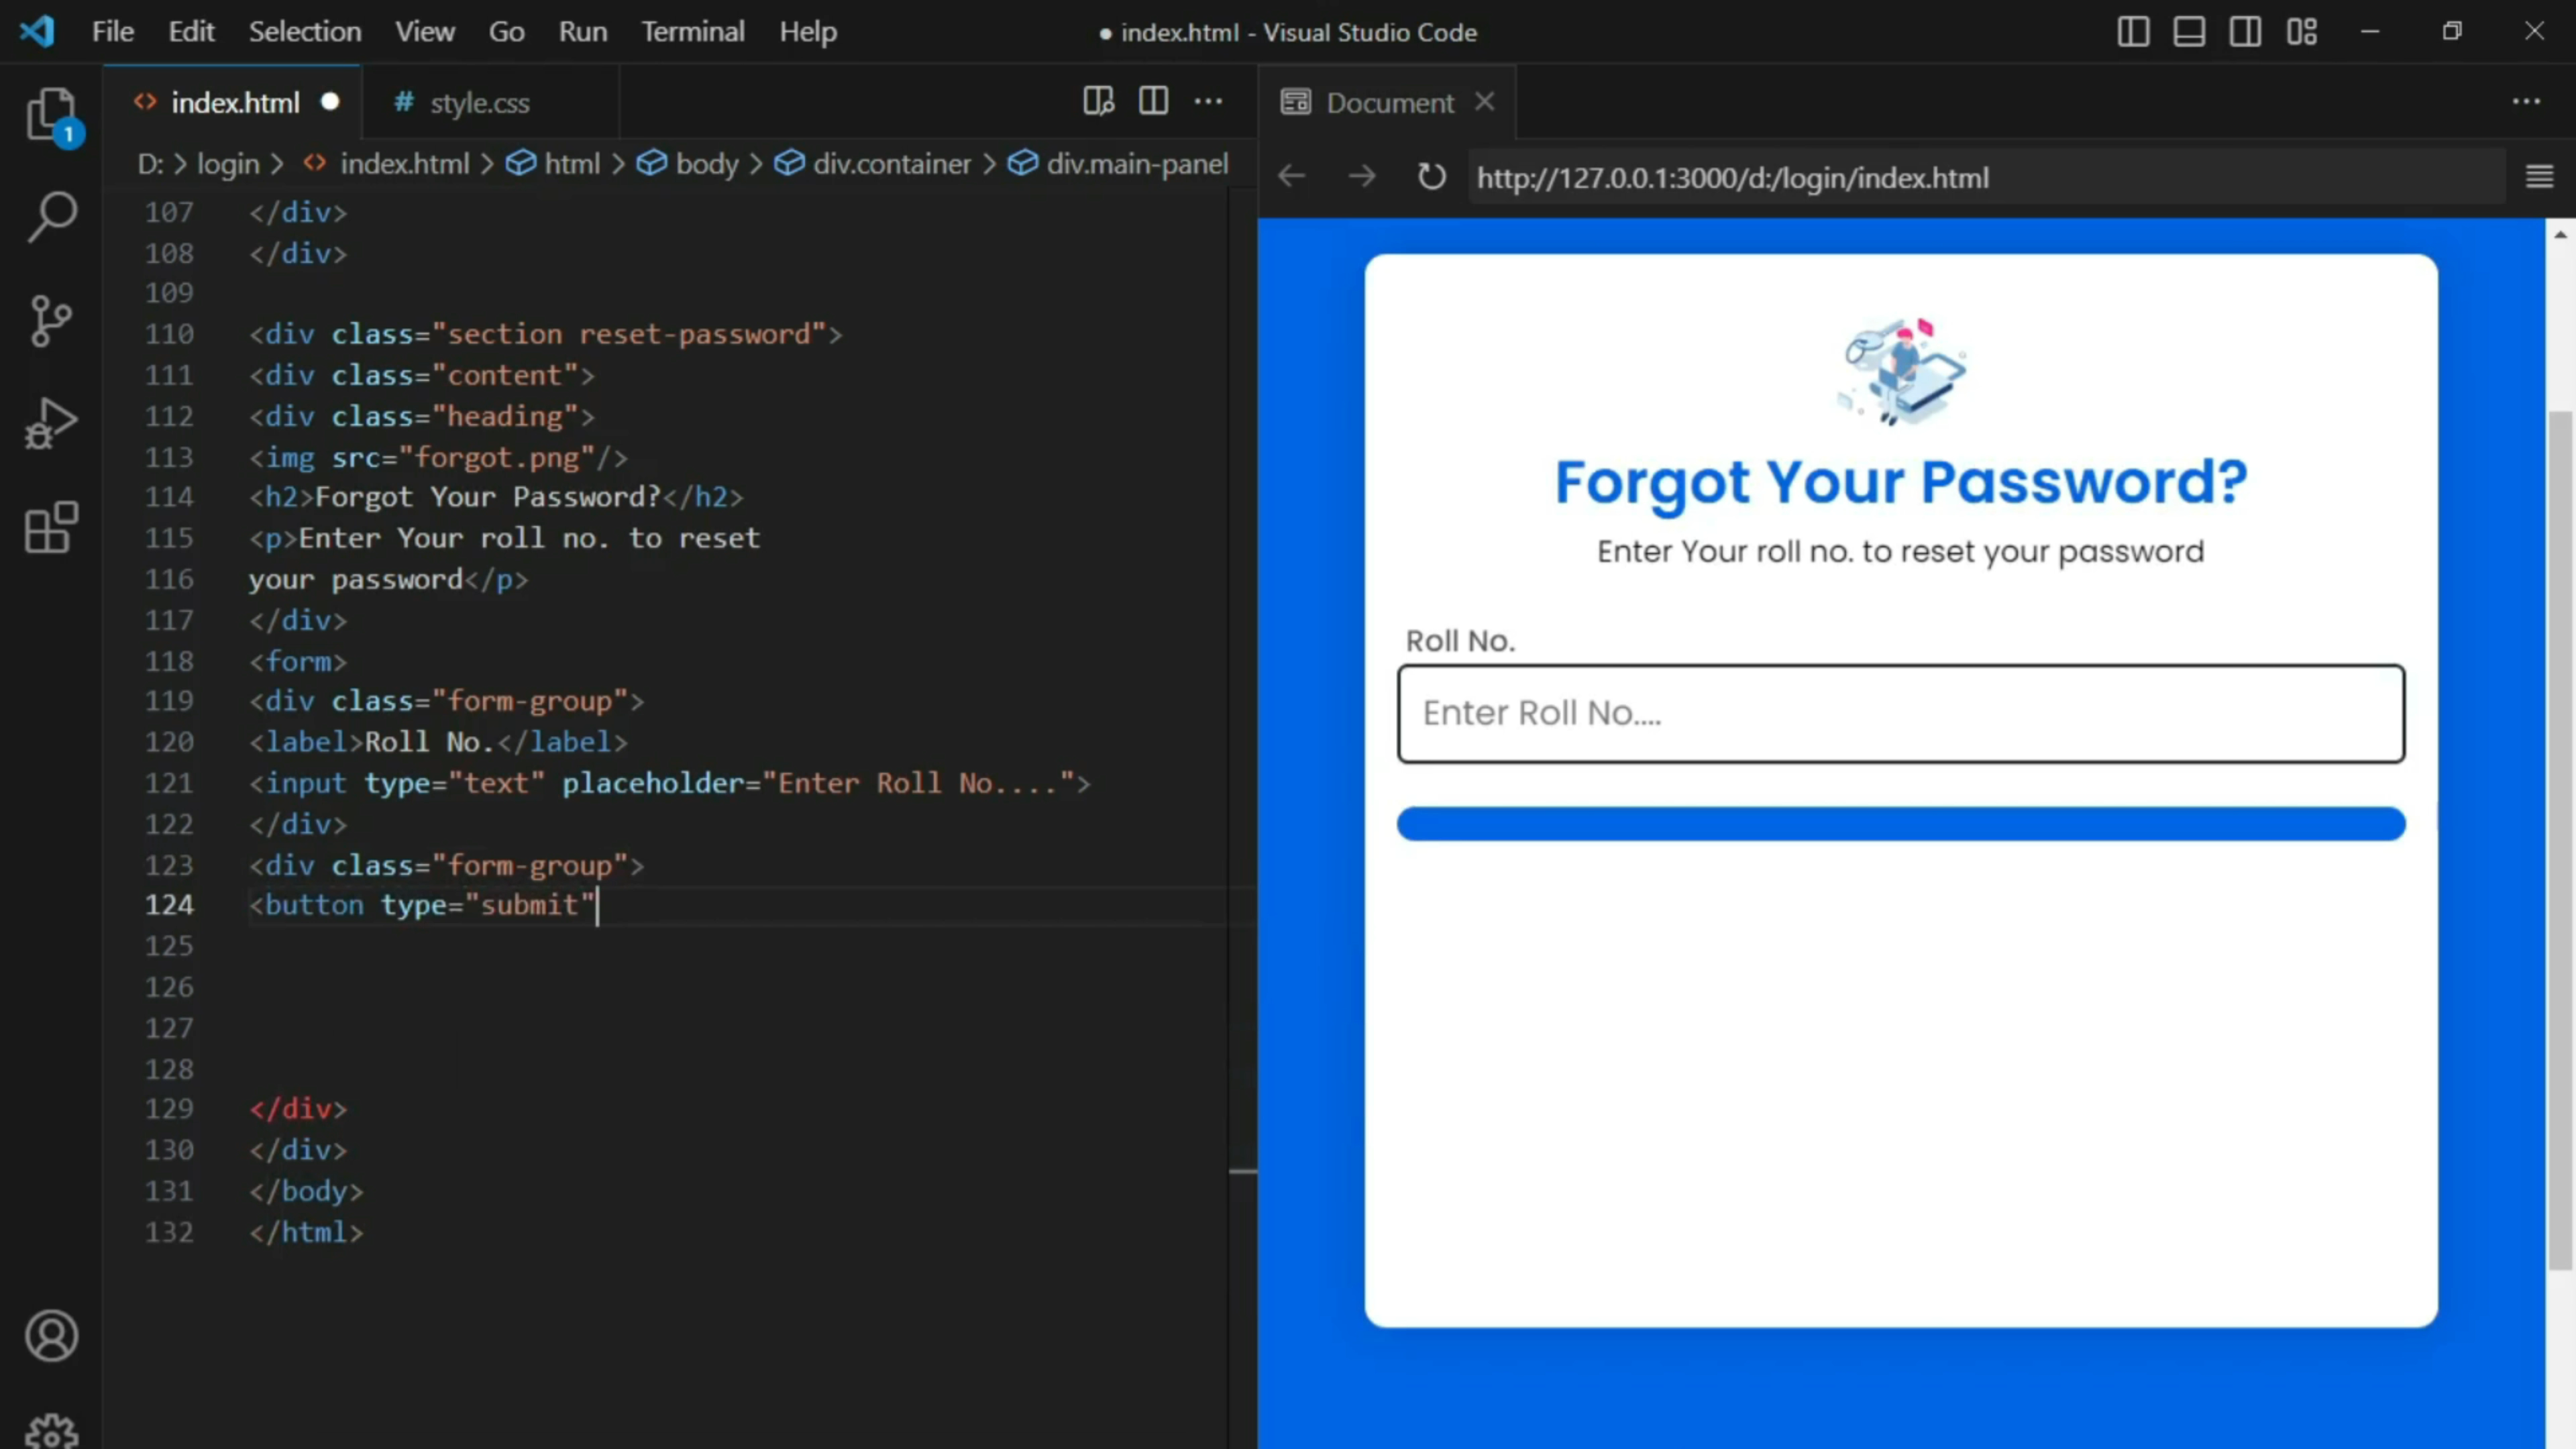 File Edit Selection View Go Run Terminal Help
● index.html - Visual Studio Code
index.html ●
# style.css
Document
1
D: > login > index.html > html > body > div.container > div.main-panel
http://127.0.0.1:3000/d:/login/index.html
107 </div>
108 </div>
109
110 <div class="section reset-password">
111 <div class="content">
112 <div class="heading">
113 <img src="forgot.png"/>
114 <h2>Forgot Your Password?</h2>
115 <p>Enter Your roll no. to reset
116 your password</p>
117 </div>
118 <form>
119 <div class="form-group">
120 <label>Roll No.</label>
121 <input type="text" placeholder="Enter Roll No....">
122 </div>
123 <div class="form-group">
124 <button type="submit"
125
126
127
128
129 </div>
130 </div>
131 </body>
132 </html>
Forgot Your Password?
Enter Your roll no. to reset your password
Roll No.
Enter Roll No....